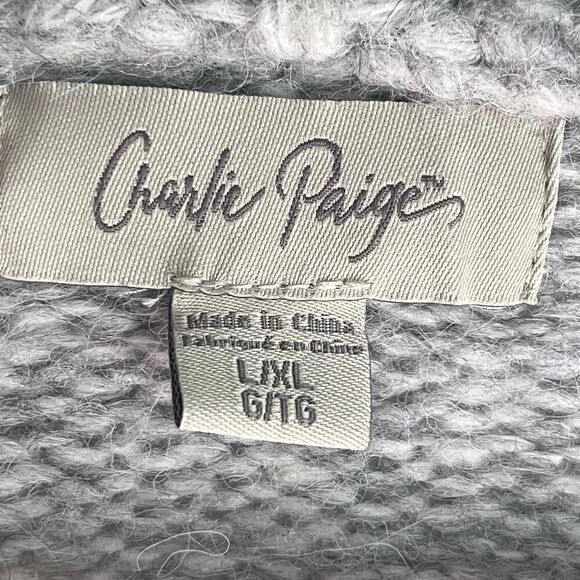 Charlie Paige™
Made in China
Fabriqué en Chine
L/XL
G/TG